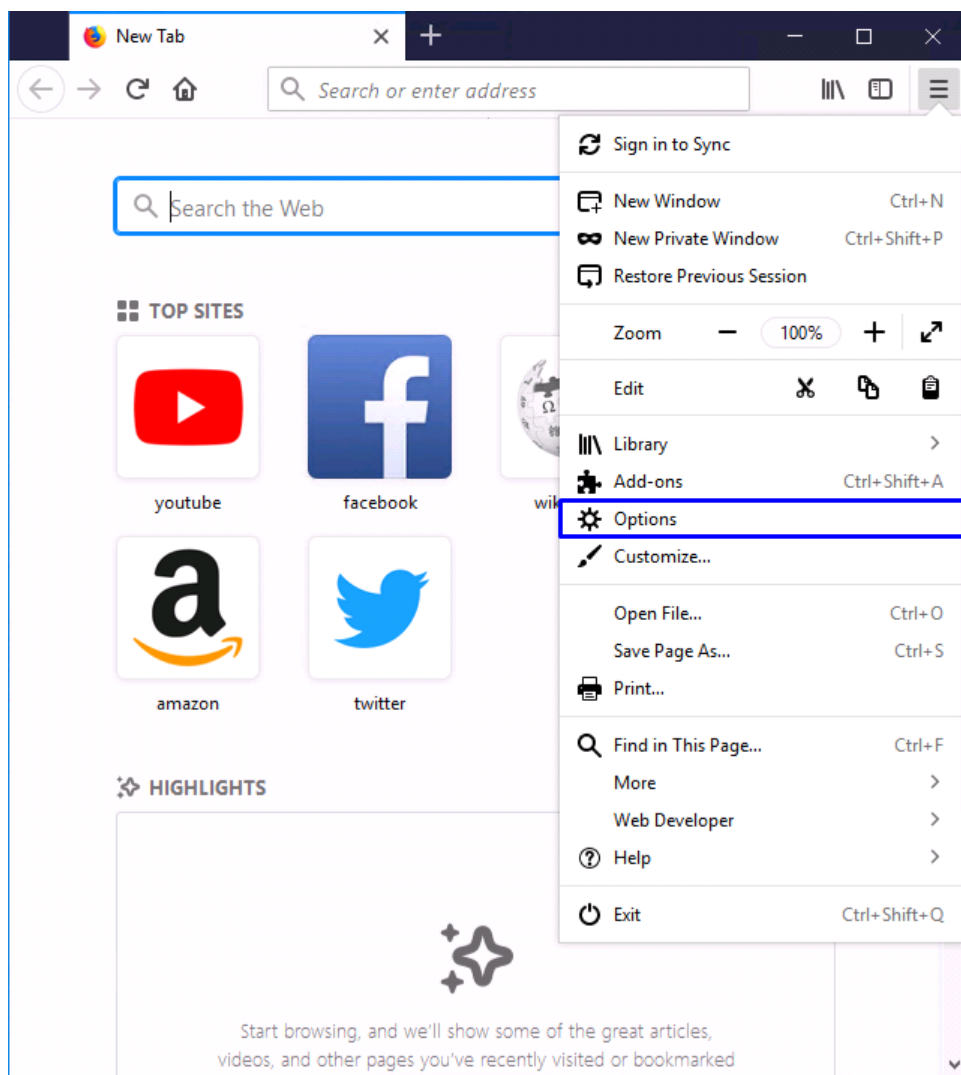 New Tab
Search or enter address
Sign in to Sync
New Window Ctrl+N
New Private Window Ctrl+Shift+P
Restore Previous Session
Zoom 100%
Edit
Library
Add-ons Ctrl+Shift+A
Options
Customize...
Open File... Ctrl+O
Save Page As... Ctrl+S
Print...
Find in This Page... Ctrl+F
More
Web Developer
Help
Exit Ctrl+Shift+Q
Search the Web
TOP SITES
youtube
facebook
wik
amazon
twitter
HIGHLIGHTS
Start browsing, and we'll show some of the great articles,
videos, and other pages you've recently visited or bookmarked